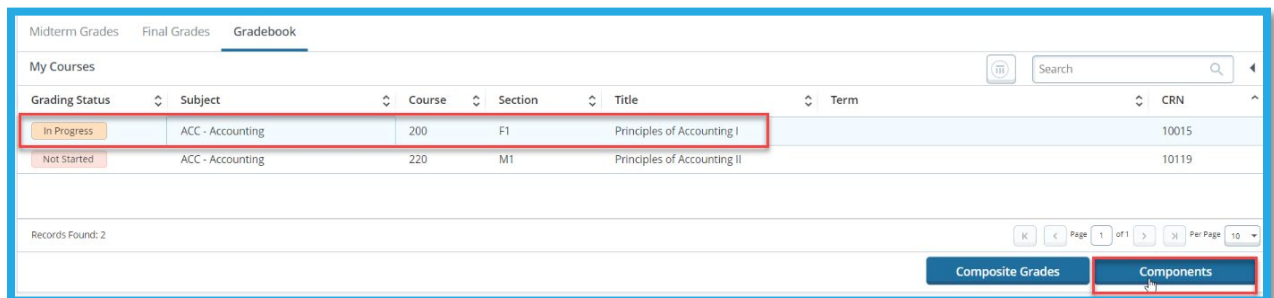 Midterm Grades Final Grades Gradebook
My Courses Search
Grading Status Subject Course Section Title Term CRN
In Progress ACC - Accounting 200 F1 Principles of Accounting I 10015
Not Started ACC - Accounting 220 M1 Principles of Accounting II 10119
Records Found: 2 Page 1 of 1 Per Page 10
Composite Grades Components